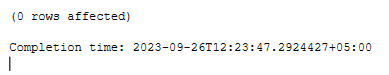 (0 rows affected)
Completion time: 2023-09-26T12:23:47.2924427+05:00